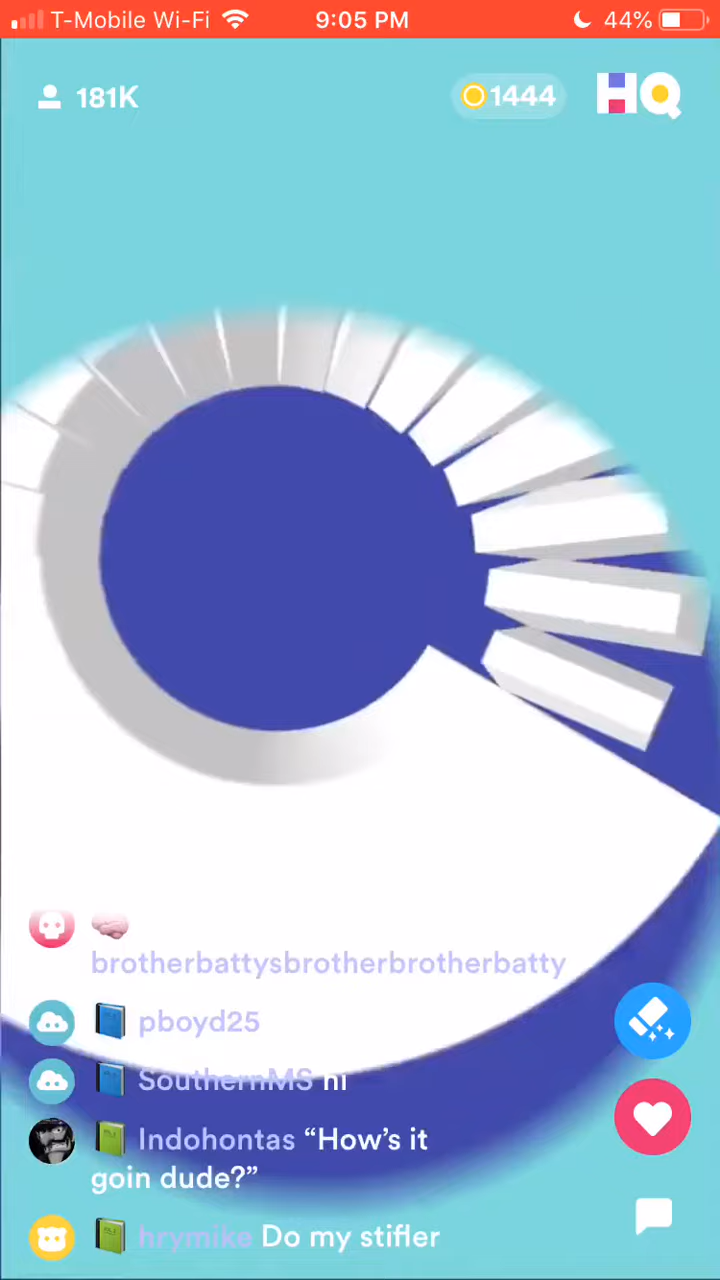 T-Mobile Wi-Fi 9:05 PM 44%
181K 1444 HQ
brotherbattysbrotherbrotherbatty
pboyd25
SouthernMS hi
Indohontas “How’s it
goin dude?”
hrymike Do my stifler